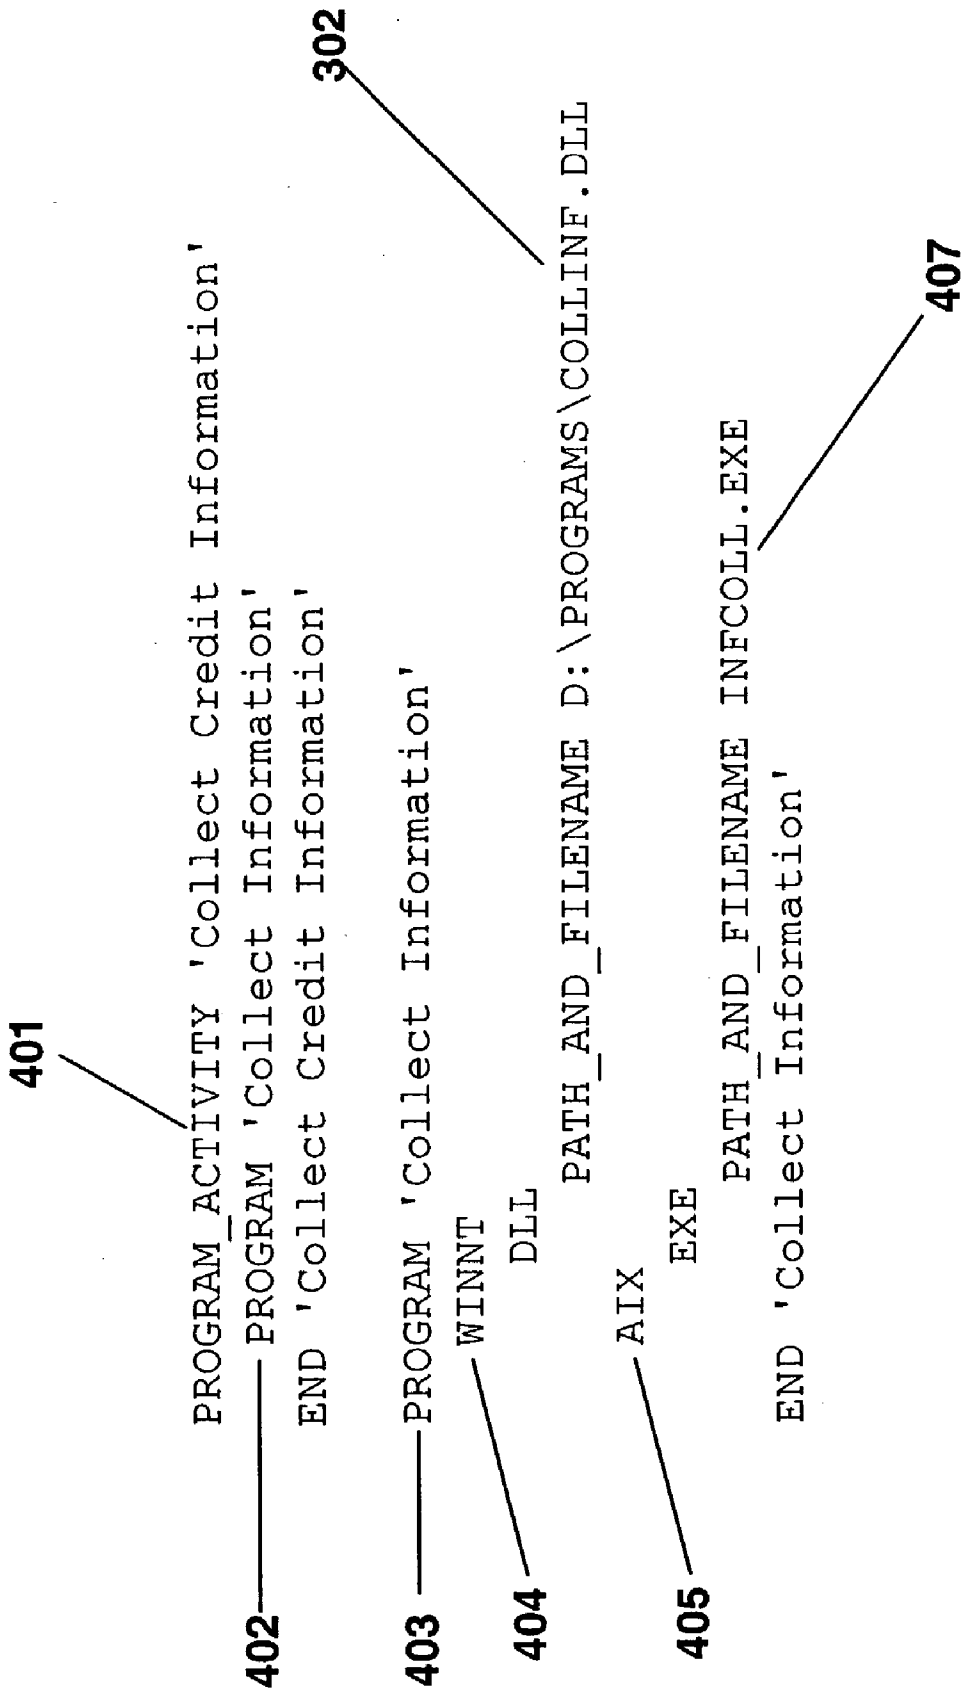 401
PROGRAM_ACTIVITY 'Collect Credit Information'
402 PROGRAM 'Collect Information'
END 'Collect Credit Information'
403 PROGRAM 'Collect Information'
404 WINNT
DLL
302
PATH_AND_FILENAME D:\PROGRAMS\COLLINF.DLL
405 AIX
EXE
PATH_AND_FILENAME INFCOLL.EXE
407
END 'Collect Information'